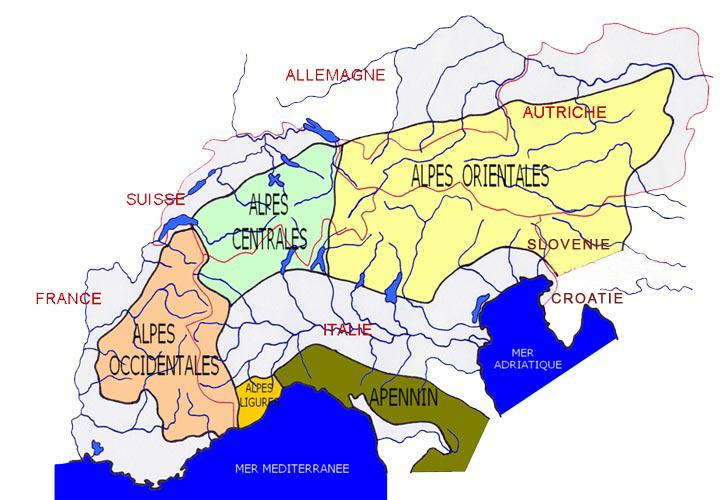 ALLEMAGNE
AUTRICHE
ALPES ORIENTALES
SUISSE
ALPES
CENTRALES
SLOVENIE
FRANCE
CROATIE
ITALIE
ALPES
OCCIDENTALES
MER
ADRIATIQUE
ALPES
LIGURES
APENNIN
MER MEDITERRANEE